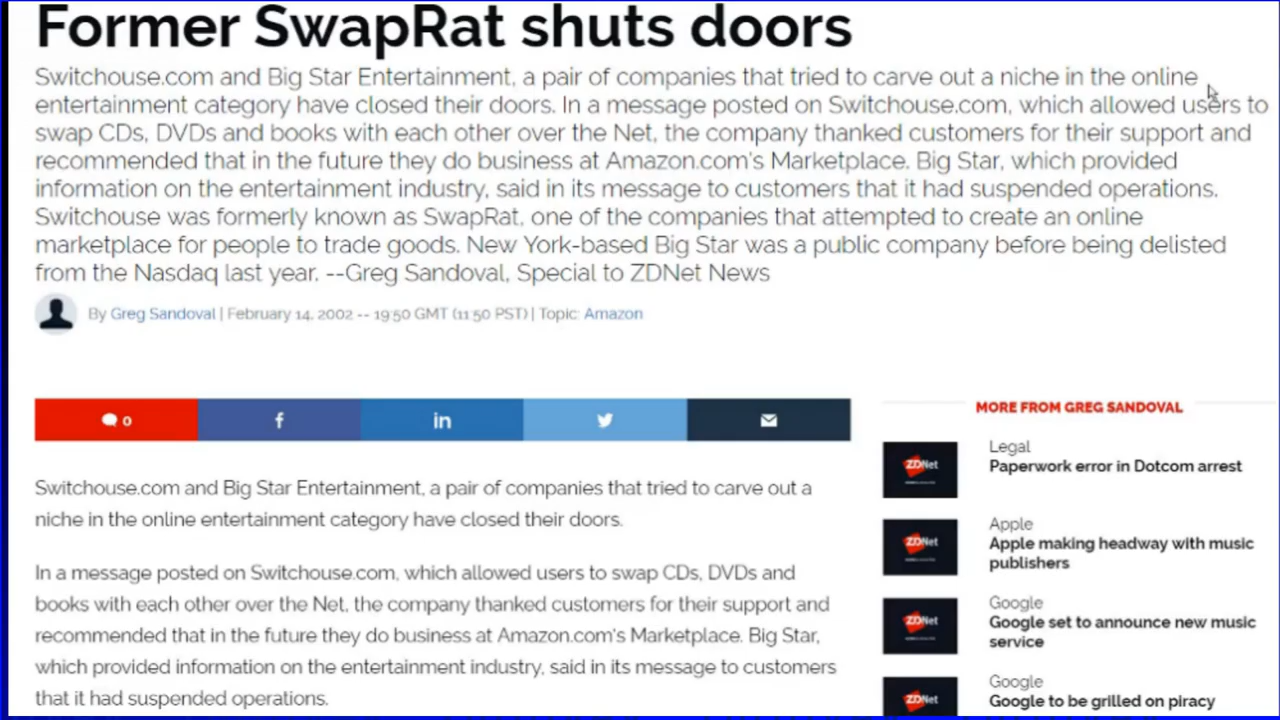 Former SwapRat shuts doors
Switchouse.com and Big Star Entertainment, a pair of companies that tried to carve out a niche in the online
entertainment category have closed their doors. In a message posted on Switchouse.com, which allowed users to
swap CDs, DVDs and books with each other over the Net, the company thanked customers for their support and
recommended that in the future they do business at Amazon.com's Marketplace. Big Star, which provided
information on the entertainment industry, said in its message to customers that it had suspended operations.
Switchouse was formerly known as SwapRat, one of the companies that attempted to create an online
marketplace for people to trade goods. New York-based Big Star was a public company before being delisted
from the Nasdaq last year. --Greg Sandoval, Special to ZDNet News
By Greg Sandoval | February 14, 2002 -- 19:50 GMT (11:50 PST) | Topic: Amazon
0
f
in
Switchouse.com and Big Star Entertainment, a pair of companies that tried to carve out a
niche in the online entertainment category have closed their doors.
In a message posted on Switchouse.com, which allowed users to swap CDs, DVDs and
books with each other over the Net, the company thanked customers for their support and
recommended that in the future they do business at Amazon.com's Marketplace. Big Star,
which provided information on the entertainment industry, said in its message to customers
that it had suspended operations.
MORE FROM GREG SANDOVAL
ZDNet
Legal
Paperwork error in Dotcom arrest
ZDNet
Apple
Apple making headway with music
publishers
ZDNet
Google
Google set to announce new music
service
ZDNet
Google
Google to be grilled on piracy